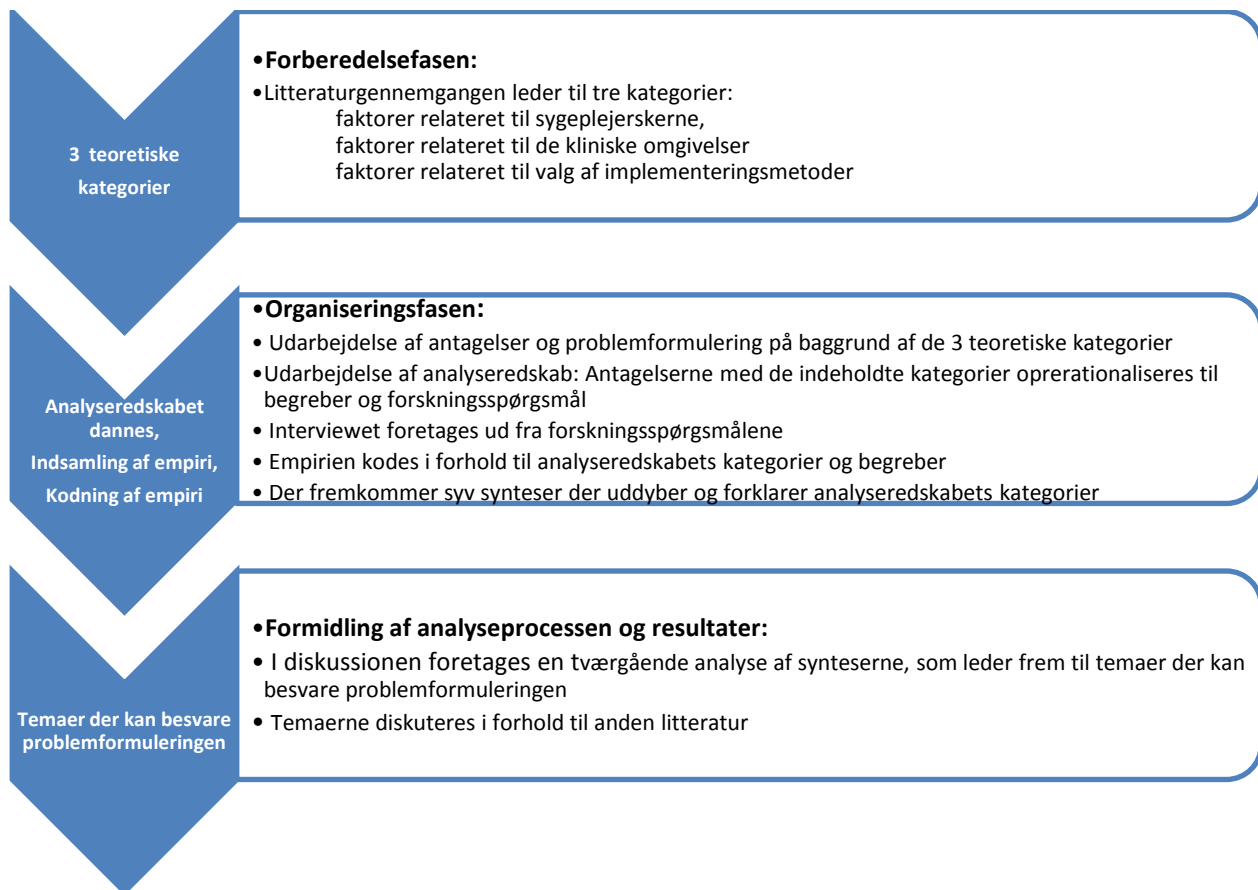 3 teoretiske
kategorier
•Forberedelsefasen:
•Litteraturgennemgangen leder til tre kategorier:
faktorer relateret til sygeplejerskerne,
faktorer relateret til de kliniske omgivelser
faktorer relateret til valg af implementeringsmetoder
Analyseredskabet
dannes,
Indsamling af empiri,
Kodning af empiri
•Organiseringsfasen:
• Udarbejdelse af antagelser og problemformulering på baggrund af de 3 teoretiske kategorier
•Udarbejdelse af analyseredskab: Antagelserne med de indeholdte kategorier oprerationaliseres til
begreber og forskningsspørgsmål
• Interviewet foretages ud fra forskningsspørgsmålene
• Empirien kodes i forhold til analyseredskabets kategorier og begreber
• Der fremkommer syv synteser der uddyber og forklarer analyseredskabets kategorier
Temaer der kan besvare
problemformuleringen
•Formidling af analyseprocessen og resultater:
• I diskussionen foretages en tværgående analyse af synteserne, som leder frem til temaer der kan
besvare problemformuleringen
• Temaerne diskuteres i forhold til anden litteratur